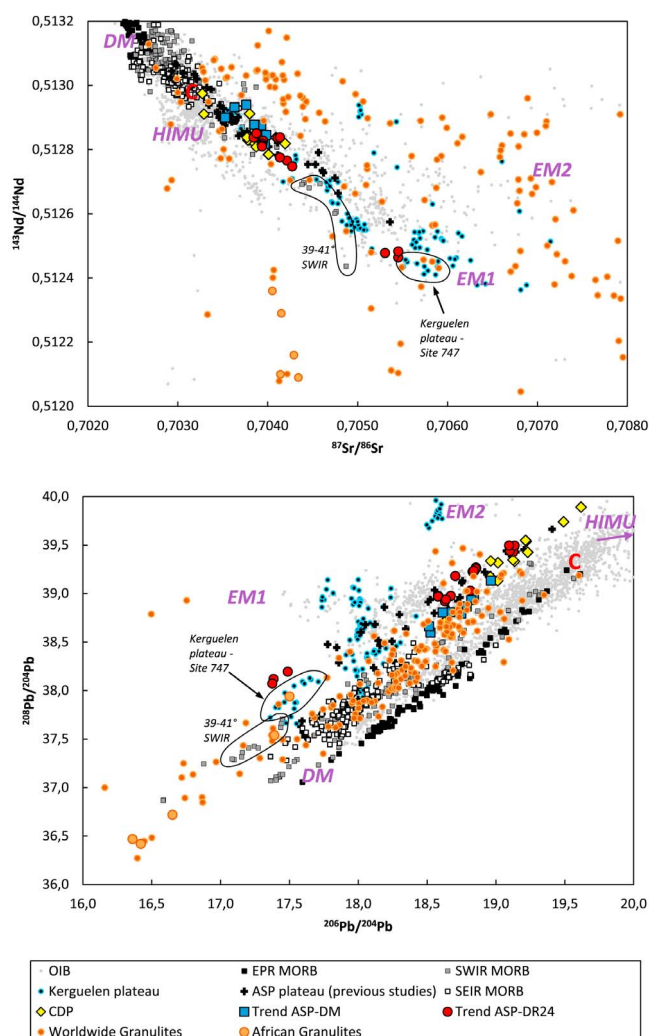 0,5132
0,5130
0,5128
0,5126
0,5124
0,5122
0,5120
¹⁴³Nd/¹⁴⁴Nd
DM
C
HIMU
EM2
39-41°
SWIR
EM1
Kerguelen
plateau -
Site 747
0,7020 0,7030 0,7040 0,7050 0,7060 0,7070 0,7080
⁸⁷Sr/⁸⁶Sr
40,0
39,5
39,0
38,5
38,0
37,5
37,0
36,5
36,0
²⁰⁸Pb/²⁰⁴Pb
EM2
HIMU
C
EM1
Kerguelen
plateau -
Site 747
39-41°
SWIR
DM
16,0 16,5 17,0 17,5 18,0 18,5 19,0 19,5 20,0
²⁰⁶Pb/²⁰⁴Pb
OIB EPR MORB SWIR MORB
Kerguelen plateau ASP plateau (previous studies) SEIR MORB
CDP Trend ASP-DM Trend ASP-DR24
Worldwide Granulites African Granulites